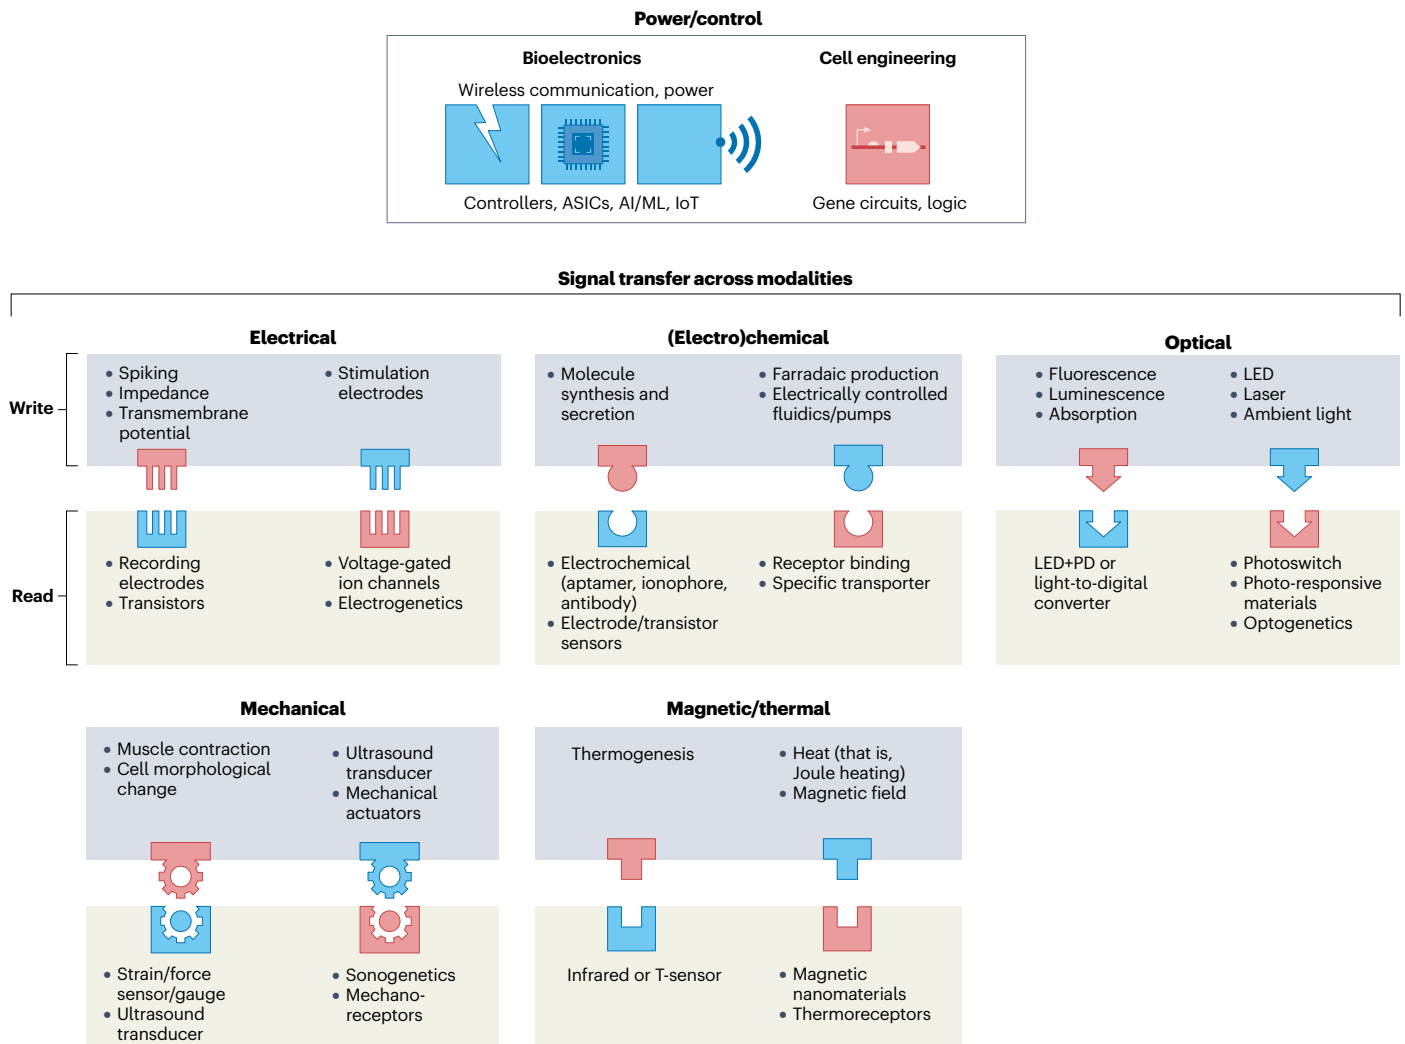 Power/control
Bioelectronics
Wireless communication, power
Controllers, ASICs, AI/ML, IoT
Cell engineering
Gene circuits, logic
Signal transfer across modalities
Write
Read
Electrical
• Spiking
• Impedance
• Transmembrane
potential
• Stimulation
electrodes
• Recording
electrodes
• Transistors
• Voltage-gated
ion channels
• Electrogenetics
(Electro)chemical
• Molecule
synthesis and
secretion
• Farradaic production
• Electrically controlled
fluidics/pumps
• Electrochemical
(aptamer, ionophore,
antibody)
• Electrode/transistor
sensors
• Receptor binding
• Specific transporter
Optical
• Fluorescence
• Luminescence
• Absorption
• LED
• Laser
• Ambient light
LED+PD or
light-to-digital
converter
• Photoswitch
• Photo-responsive
materials
• Optogenetics
Mechanical
• Muscle contraction
• Cell morphological
change
• Ultrasound
transducer
• Mechanical
actuators
• Strain/force
sensor/gauge
• Ultrasound
transducer
• Sonogenetics
• Mechano-
receptors
Magnetic/thermal
Thermogenesis
• Heat (that is,
Joule heating)
• Magnetic field
Infrared or T-sensor
• Magnetic
nanomaterials
• Thermoreceptors